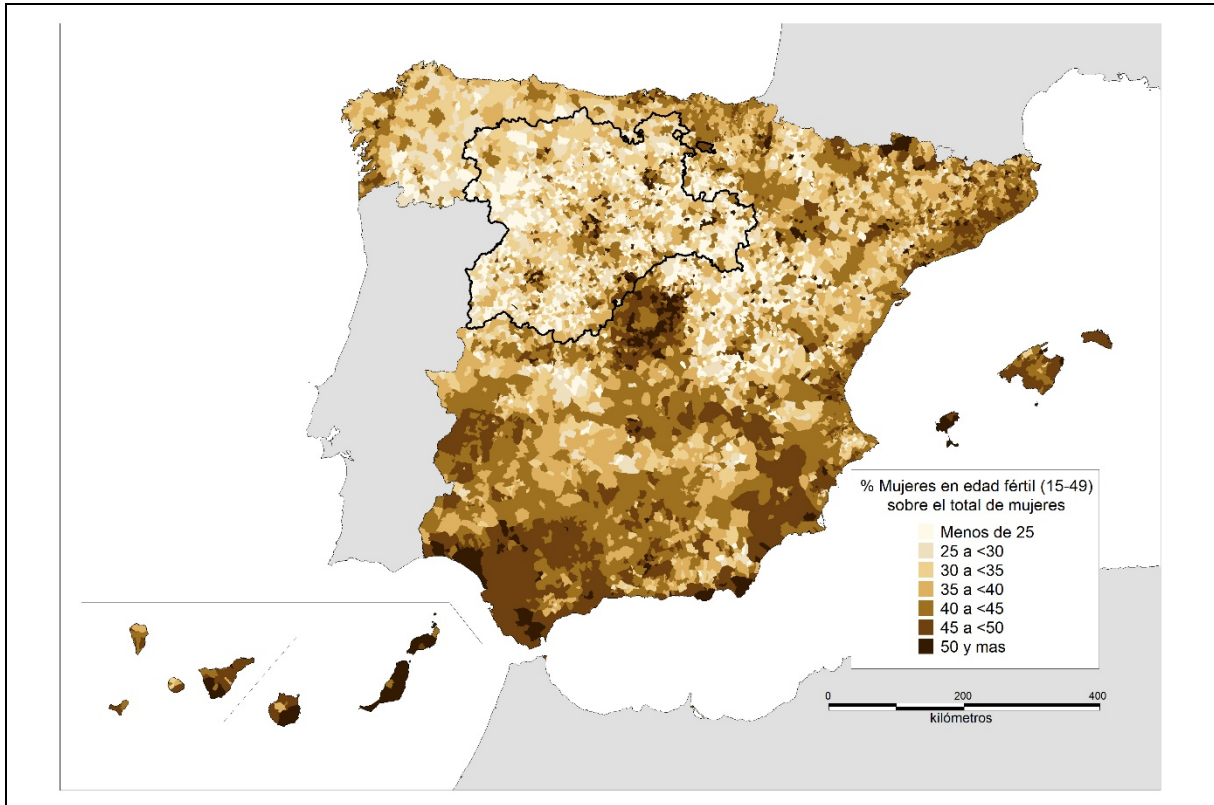 % Mujeres en edad fértil (15-49)
sobre el total de mujeres
Menos de 25
25 a <30
30 a <35
35 a <40
40 a <45
45 a <50
50 y mas
0 200 400
kilómetros